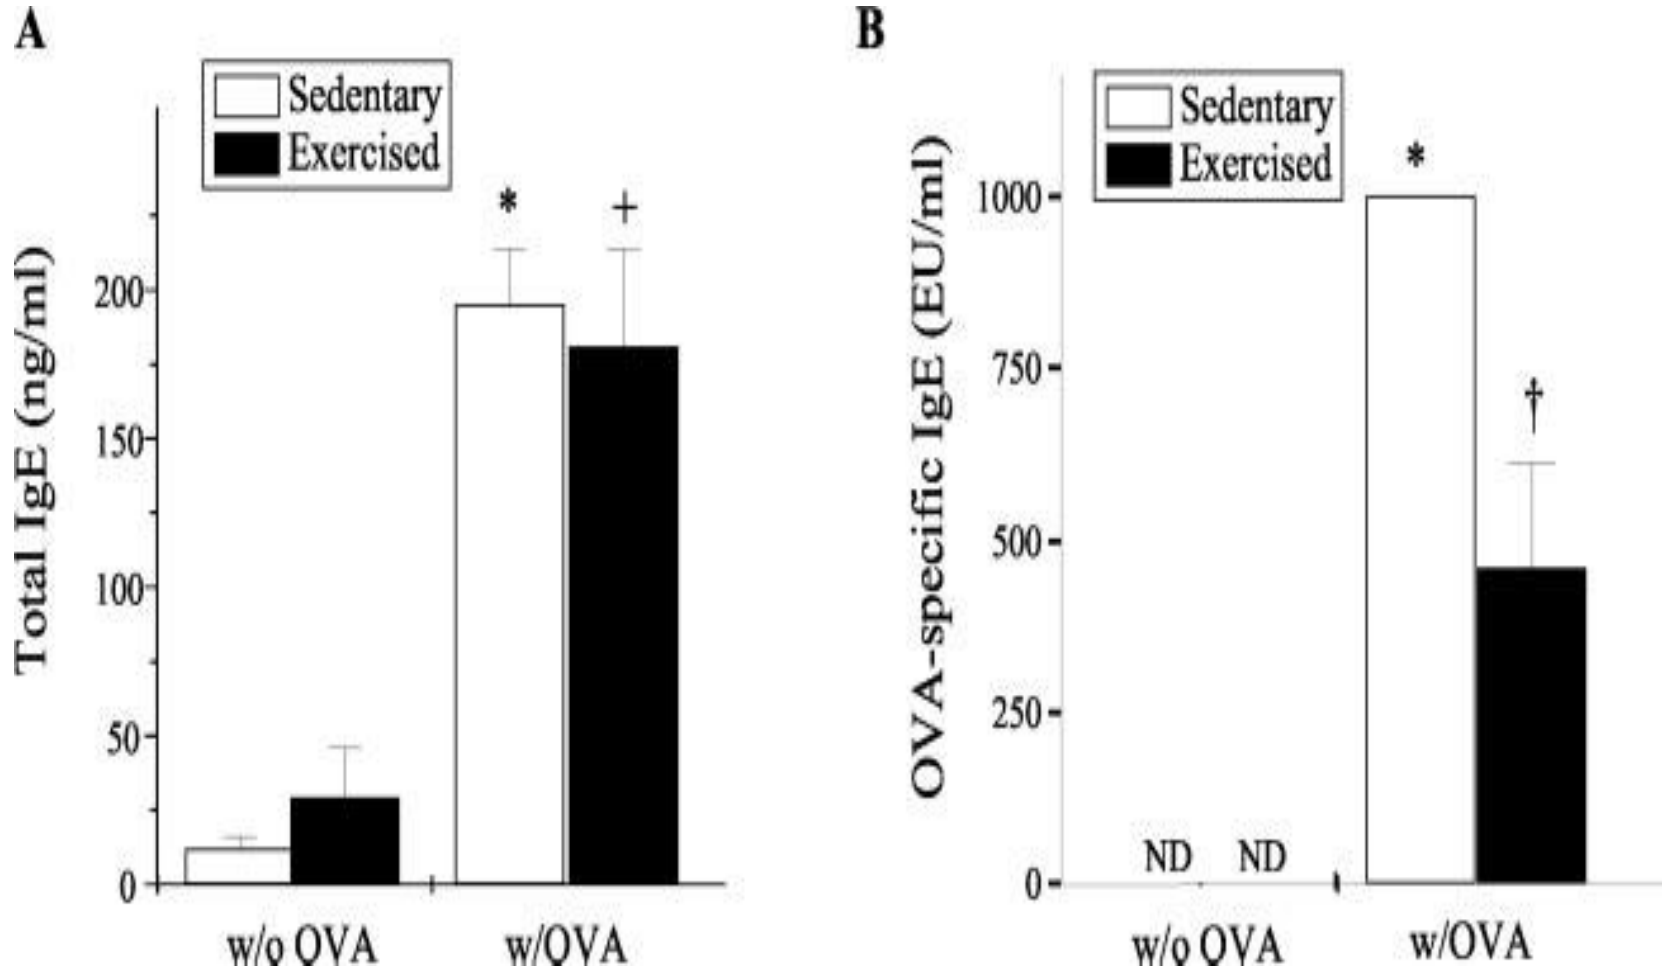 A
Sedentary
Exercised
Total IgE (ng/ml)
200
150
100
50
0
*
+
w/o OVA
w/OVA
B
Sedentary
Exercised
OVA-specific IgE (EU/ml)
1000
750
500
250
0
*
†
ND
ND
w/o OVA
w/OVA